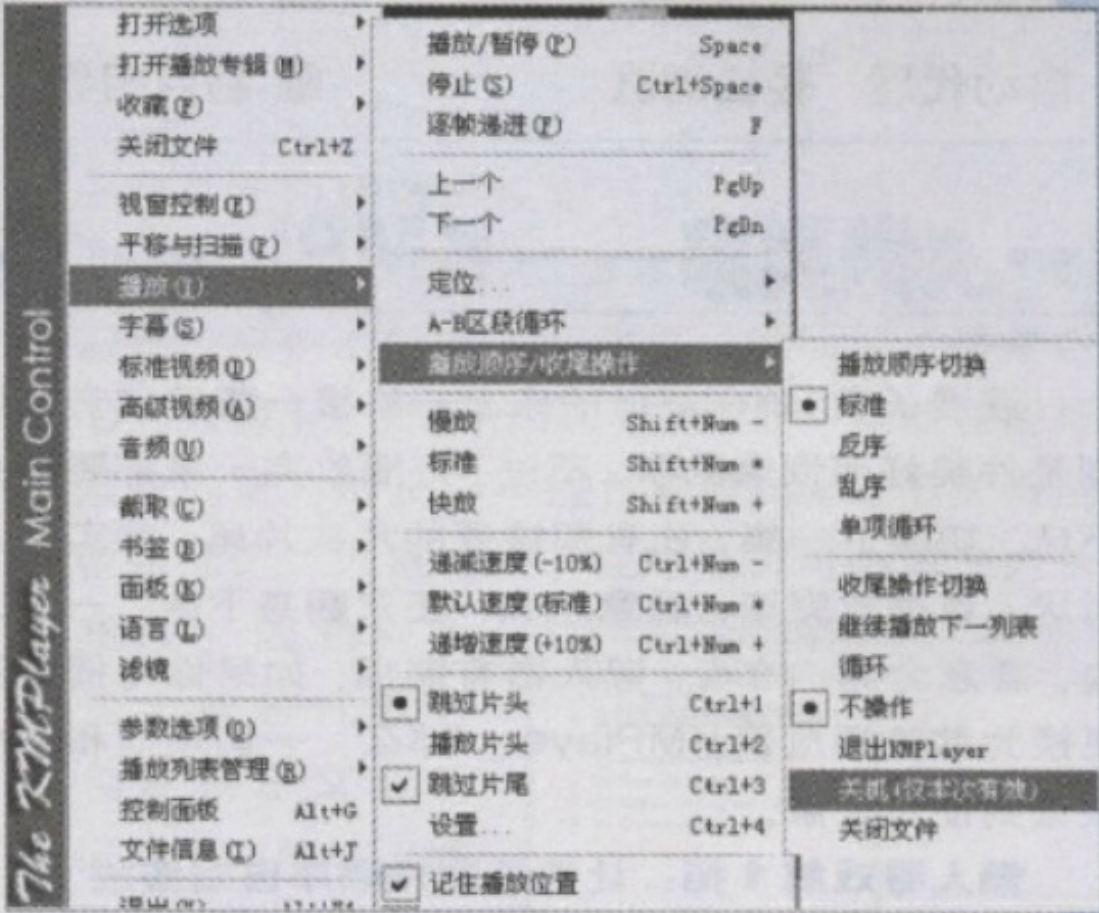 The KMPlayer Main Control
打开选项
打开播放专辑(M)
收藏(F)
关闭文件 Ctrl+Z
视窗控制(E)
平移与扫描(P)
播放(I)
字幕(S)
标准视频(D)
高级视频(A)
音频(U)
截取(C)
书签(B)
面板(K)
语言(L)
滤镜
参数选项(O)
播放列表管理(R)
控制面板 Alt+G
文件信息(I) Alt+J
播放/暂停(P) Space
停止(S) Ctrl+Space
逐帧递进(F) F
上一个 PgUp
下一个 PgDn
定位...
A-B区段循环
播放顺序/收尾操作
慢放 Shift+Num -
标准 Shift+Num *
快放 Shift+Num +
递减速度(-10%) Ctrl+Num -
默认速度(标准) Ctrl+Num *
递增速度(+10%) Ctrl+Num +
跳过片头 Ctrl+1
播放片头 Ctrl+2
跳过片尾 Ctrl+3
设置... Ctrl+4
记住播放位置
播放顺序切换
标准
反序
乱序
单项循环
收尾操作切换
继续播放下一列表
循环
不操作
退出KMPlayer
关机(仅本次有效)
关闭文件